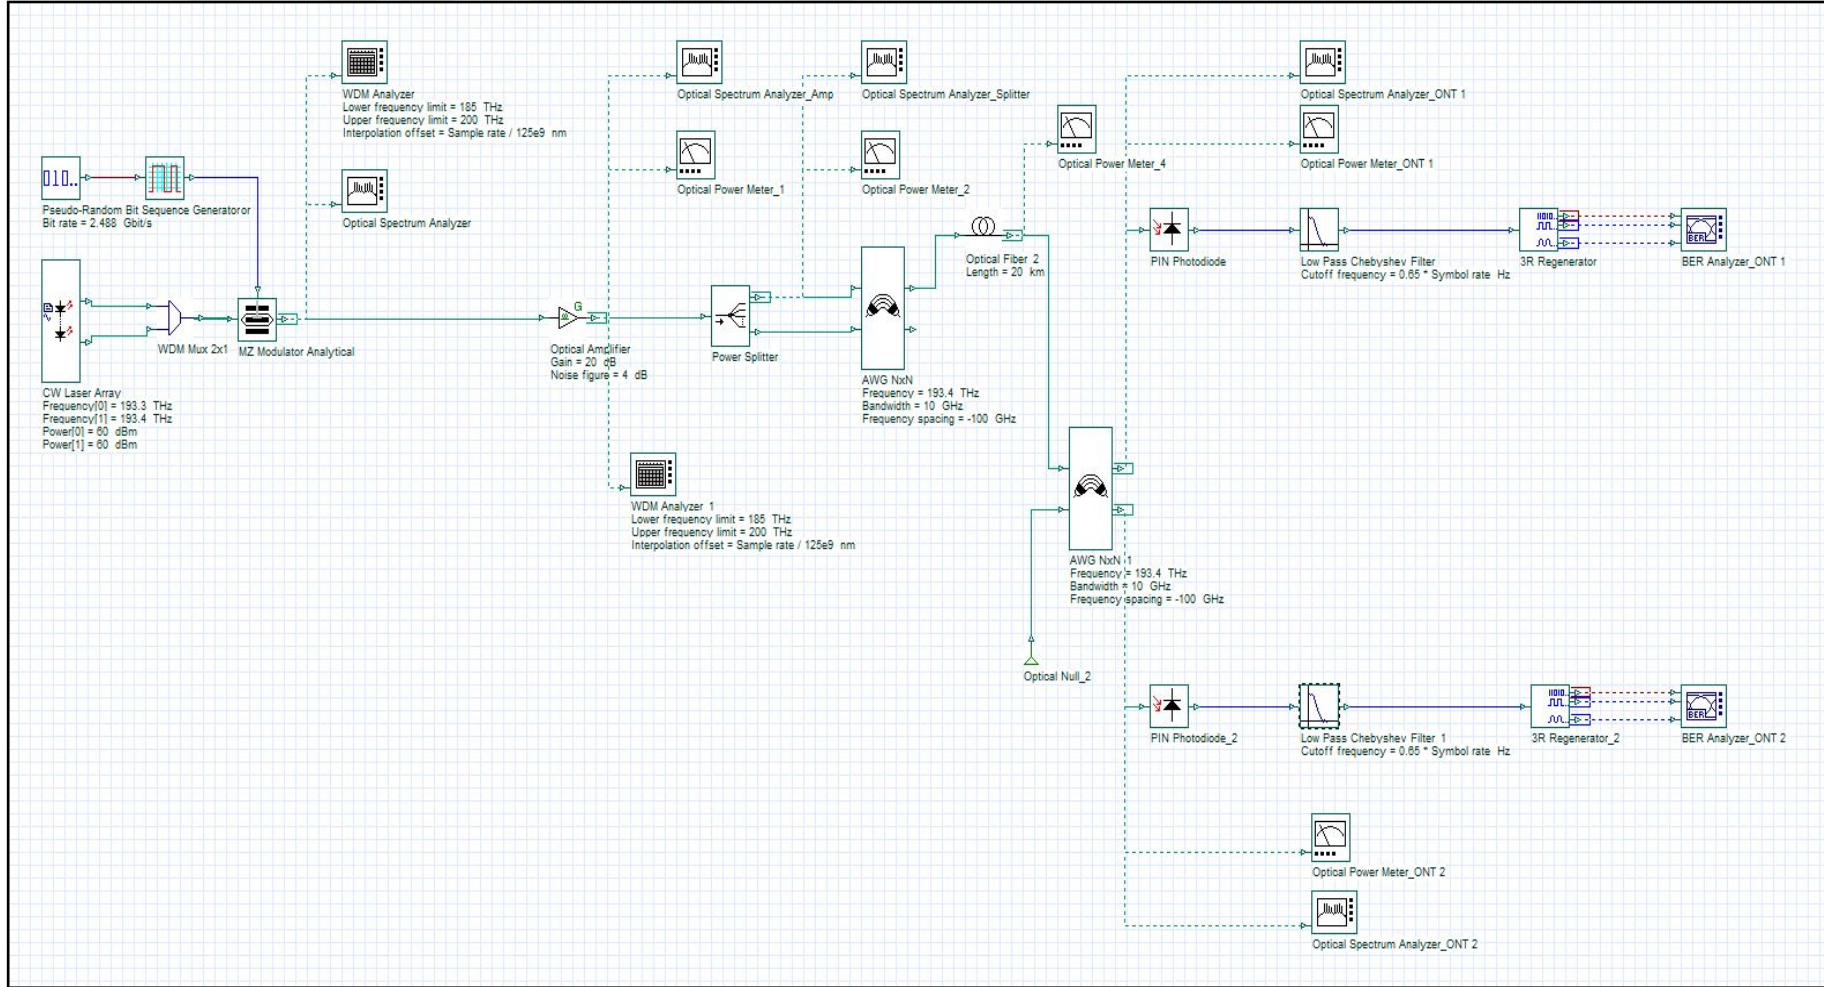 WDM Analyzer
Lower frequency limit = 185 THz
Upper frequency limit = 200 THz
Interpolation offset = Sample rate / 125e9 nm
Optical Spectrum Analyzer_Amp
Optical Spectrum Analyzer_Splitter
Optical Spectrum Analyzer_ONT 1
Optical Power Meter_4
Optical Power Meter_ONT 1
Optical Power Meter_1
Optical Power Meter_2
010..
Pseudo-Random Bit Sequence Generatoror
Bit rate = 2.488 Gbit/s
Optical Spectrum Analyzer
Optical Fiber_2
Length = 20 km
PIN Photodiode
Low Pass Chebyshev Filter
Cutoff frequency = 0.65 * Symbol rate Hz
3R Regenerator
BER
BER Analyzer_ONT 1
G
WDM Mux 2x1
MZ Modulator Analytical
Optical Amplifier
Gain = 20 dB
Noise figure = 4 dB
Power Splitter
AWG NxN
Frequency = 193.4 THz
Bandwidth = 10 GHz
Frequency spacing = -100 GHz
CW Laser Array
Frequency[0] = 193.3 THz
Frequency[1] = 193.4 THz
Power[0] = 60 dBm
Power[1] = 60 dBm
WDM Analyzer_1
Lower frequency limit = 185 THz
Upper frequency limit = 200 THz
Interpolation offset = Sample rate / 125e9 nm
AWG NxN_1
Frequency = 193.4 THz
Bandwidth = 10 GHz
Frequency spacing = -100 GHz
Optical Null_2
PIN Photodiode_2
Low Pass Chebyshev Filter_1
Cutoff frequency = 0.65 * Symbol rate Hz
3R Regenerator_2
BER
BER Analyzer_ONT 2
Optical Power Meter_ONT 2
Optical Spectrum Analyzer_ONT 2